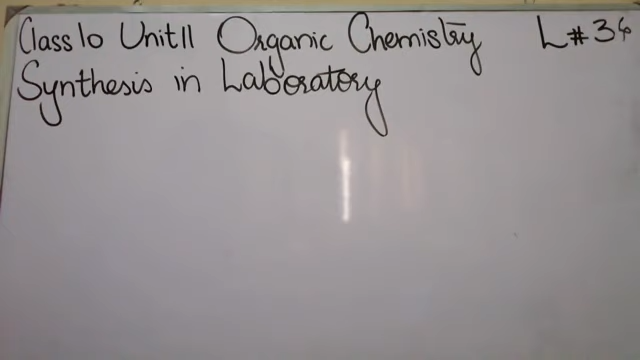 Class 10 Unit 11 Organic Chemistry L#34
Synthesis in Laboratory